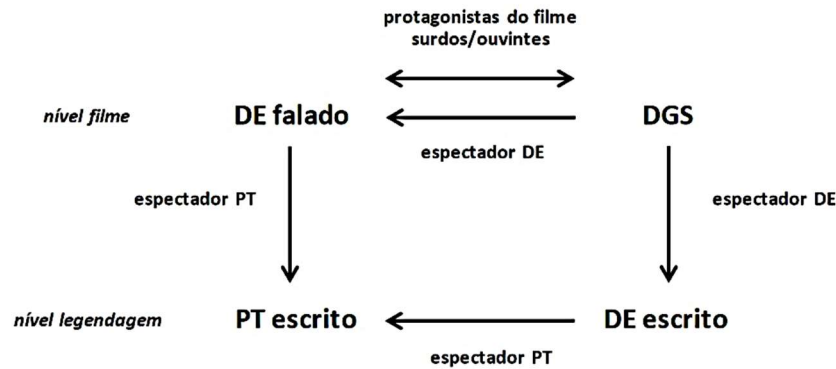 protagonistas do filme
surdos/ouvintes
nível filme
DE falado
DGS
espectador DE
espectador PT
espectador DE
nível legendagem
PT escrito
DE escrito
espectador PT